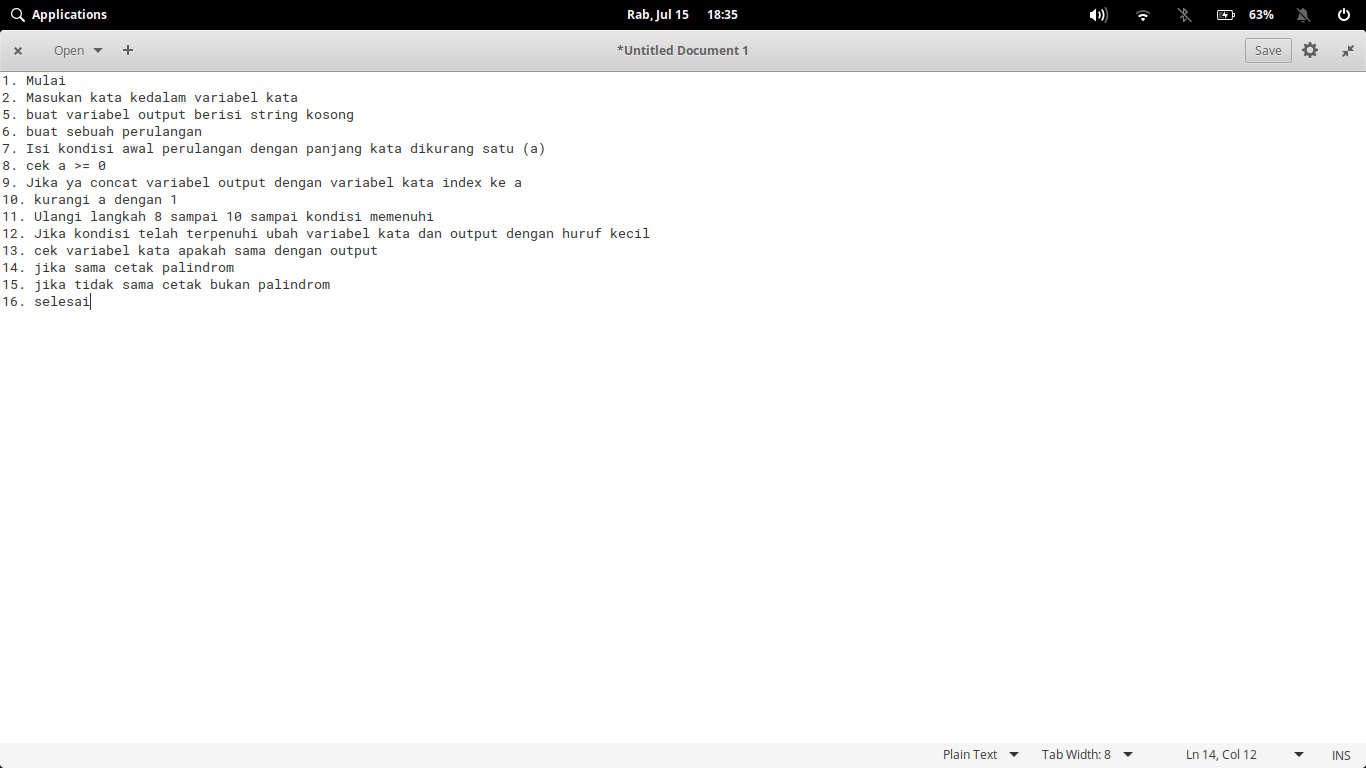 Applications
Rab, Jul 15 18:35
63%
Open
*Untitled Document 1
Save
1. Mulai
2. Masukan kata kedalam variabel kata
5. buat variabel output berisi string kosong
6. buat sebuah perulangan
7. Isi kondisi awal perulangan dengan panjang kata dikurang satu (a)
8. cek a >= 0
9. Jika ya concat variabel output dengan variabel kata index ke a
10. kurangi a dengan 1
11. Ulangi langkah 8 sampai 10 sampai kondisi memenuhi
12. Jika kondisi telah terpenuhi ubah variabel kata dan output dengan huruf kecil
13. cek variabel kata apakah sama dengan output
14. jika sama cetak palindrom
15. jika tidak sama cetak bukan palindrom
16. selesai
Plain Text
Tab Width: 8
Ln 14, Col 12
INS